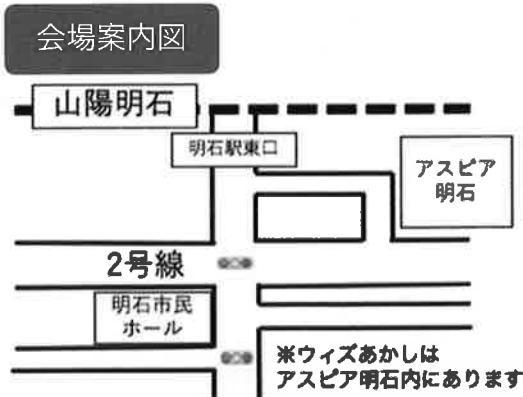 会場案内図
山陽明石
明石駅東口
アスピア
明石
2号線
明石市民
ホール
※ウィズあかしは
アスピア明石内にあります